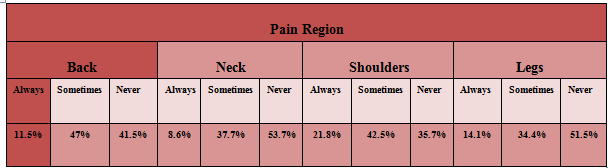 Pain Region
Back Neck Shoulders Legs
Always Sometimes Never Always Sometimes Never Always Sometimes Never Always Sometimes Never
11.5% 47% 41.5% 8.6% 37.7% 53.7% 21.8% 42.5% 35.7% 14.1% 34.4% 51.5%